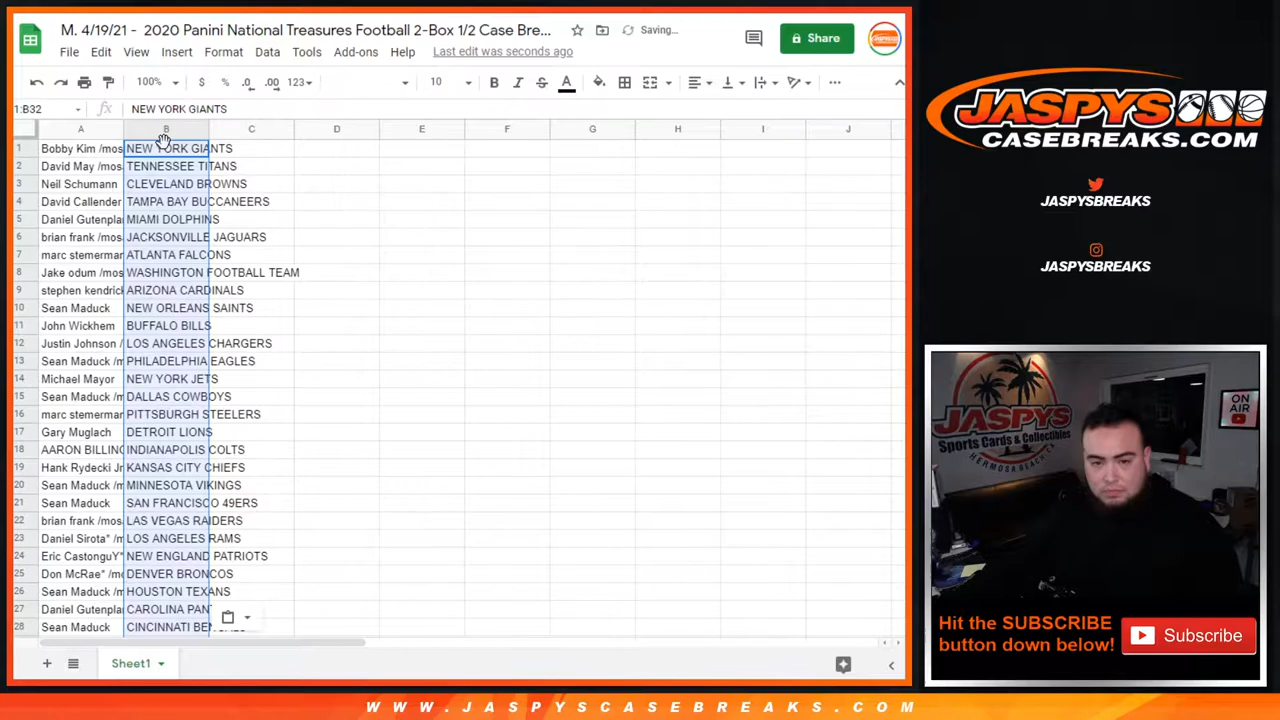 M. 4/19/21 - 2020 Panini National Treasures Football 2-Box 1/2 Case Bre... Saving...
File Edit View Insert Format Data Tools Add-ons Help Last edit was seconds ago
Share
100% $ % .0 .00 123 10 B I S A
1:B32 fx NEW YORK GIANTS
A B C D E F G H I J
1 Bobby Kim /mos NEW YORK GIANTS
2 David May /mos TENNESSEE TITANS
3 Neil Schumann CLEVELAND BROWNS
4 David Callender TAMPA BAY BUCCANEERS
5 Daniel Gutenpla MIAMI DOLPHINS
6 brian frank /mos JACKSONVILLE JAGUARS
7 marc stemerman ATLANTA FALCONS
8 Jake odum /mos WASHINGTON FOOTBALL TEAM
9 stephen kendrick ARIZONA CARDINALS
10 Sean Maduck NEW ORLEANS SAINTS
11 John Wickhem BUFFALO BILLS
12 Justin Johnson / LOS ANGELES CHARGERS
13 Sean Maduck /m PHILADELPHIA EAGLES
14 Michael Mayor NEW YORK JETS
15 Sean Maduck /m DALLAS COWBOYS
16 marc stemerman PITTSBURGH STEELERS
17 Gary Muglach DETROIT LIONS
18 AARON BILLING INDIANAPOLIS COLTS
19 Hank Rydecki Jr KANSAS CITY CHIEFS
20 Sean Maduck /m MINNESOTA VIKINGS
21 Sean Maduck SAN FRANCISCO 49ERS
22 brian frank /mos LAS VEGAS RAIDERS
23 Daniel Sirota* /m LOS ANGELES RAMS
24 Eric CastonguY* NEW ENGLAND PATRIOTS
25 Don McRae* /mo DENVER BRONCOS
26 Sean Maduck /m HOUSTON TEXANS
27 Daniel Gutenpla CAROLINA PAN
28 Sean Maduck CINCINNATI BE
Sheet1
JASPYS
CASEBREAKS.COM
JASPYSBREAKS
JASPYSBREAKS
JASPYS
Sports Cards & Collectibles
HERMOSA BEACH CA
ON AIR
Hit the SUBSCRIBE
button down below!
Subscribe
WWW.JASPYSCASEBREAKS.COM